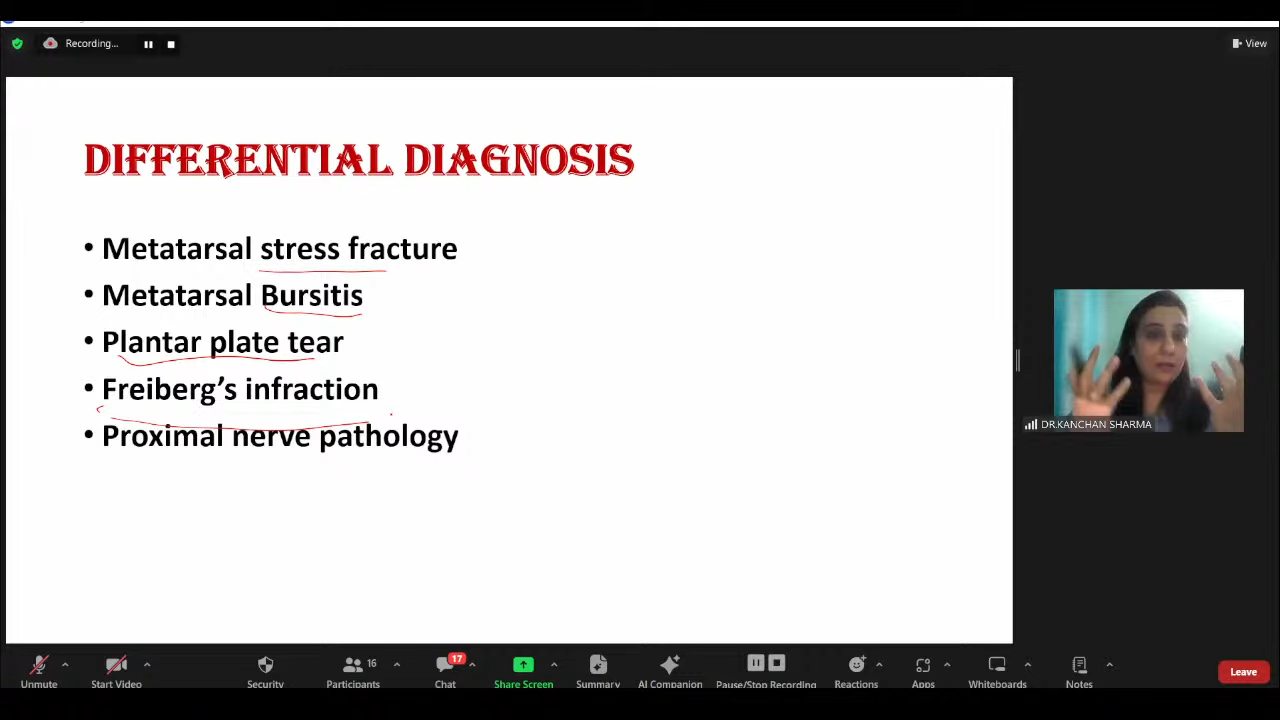 Recording...
View
DIFFERENTIAL DIAGNOSIS
• Metatarsal stress fracture
• Metatarsal Bursitis
• Plantar plate tear
• Freiberg's infraction
• Proximal nerve pathology
DR.KANCHAN SHARMA
16
17
Unmute
Start Video
Security
Participants
Chat
Share Screen
Summary
AI Companion
Pause/Stop Recording
Reactions
Apps
Whiteboards
Notes
Leave